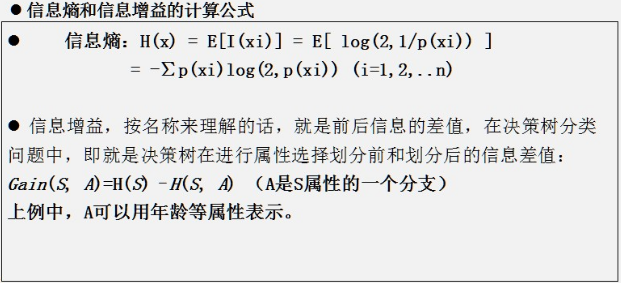 ●信息熵和信息增益的计算公式
● 信息熵: H(x) = E[I(xi)] = E[ log(2,1/p(xi)) ]
= -∑p(xi)log(2,p(xi)) (i=1,2,..n)
● 信息增益，按名称来理解的话，就是前后信息的差值，在决策树分类
问题中，即就是决策树在进行属性选择划分前和划分后的信息差值：
Gain(S, A)=H(S) -H(S, A) （A是S属性的一个分支）
上例中，A可以用年龄等属性表示。